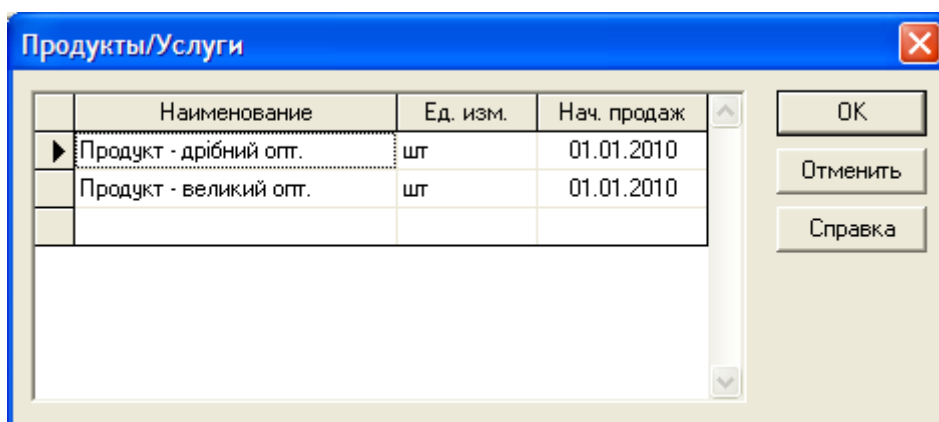 Продукты/Услуги
Наименование Ед. изм. Нач. продаж
Продукт - дрібний опт. шт 01.01.2010
Продукт - великий опт. шт 01.01.2010
OK
Отменить
Справка